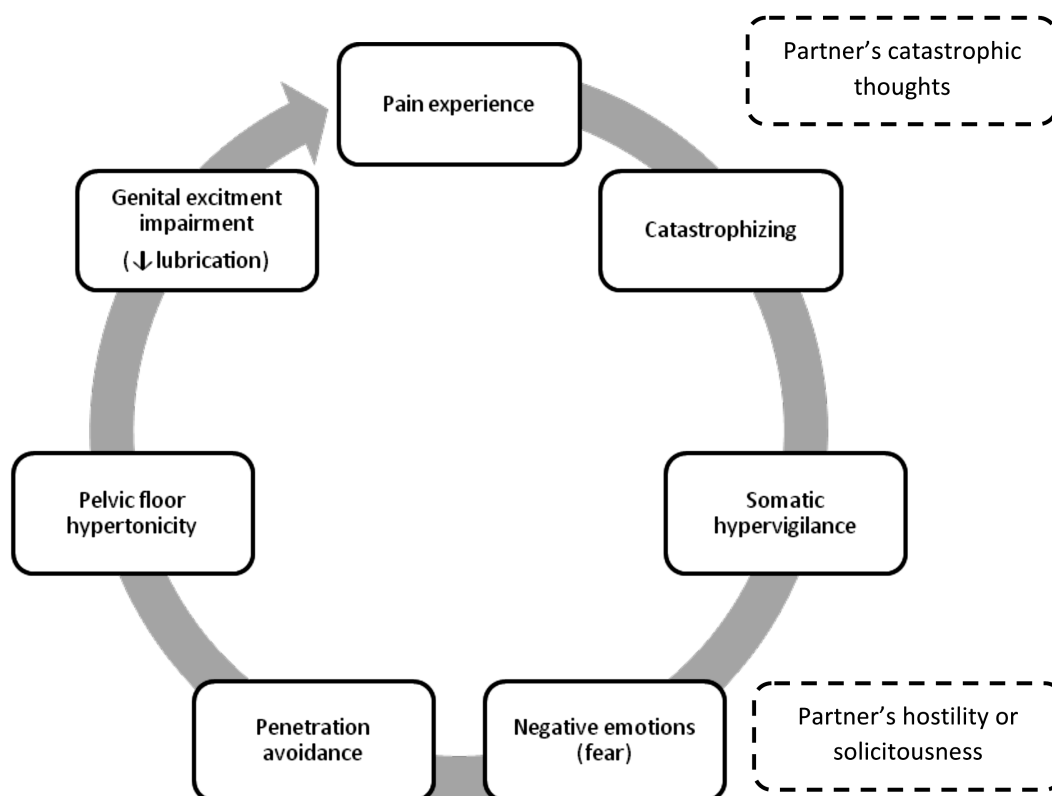 Pain experience
Partner's catastrophic
thoughts
Catastrophizing
Somatic
hypervigilance
Negative emotions
(fear)
Partner's hostility or
solicitousness
Penetration
avoidance
Pelvic floor
hypertonicity
Genital excitment
impairment
(↓ lubrication)